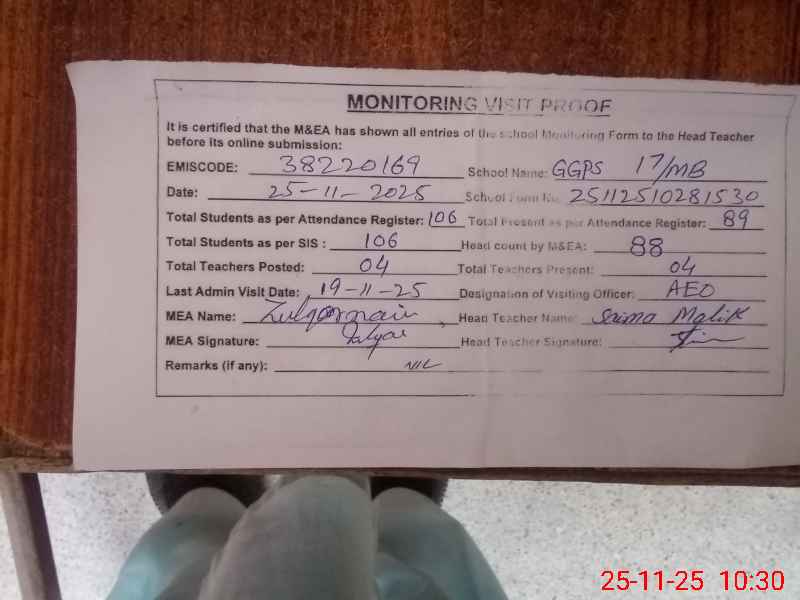 MONITORING VISIT PROOF
It is certified that the M&EA has shown all entries of the school Monitoring Form to the Head Teacher
before its online submission:
EMISCODE: 38220169 School Name: GGPS 17/MB
Date: 25-11-2025 School Form No. 25112510281530
Total Students as per Attendance Register: 106 Total Present as per Attendance Register: 89
Total Students as per SIS : 106 Head count by M&EA: 88
Total Teachers Posted: 04 Total Teachers Present: 04
Last Admin Visit Date: 19-11-25 Designation of Visiting Officer: AEO
MEA Name: Zulqarnain Head Teacher Name: Saima Malik
MEA Signature: Head Teacher Signature:
Remarks (if any): NIL
25-11-25 10:30